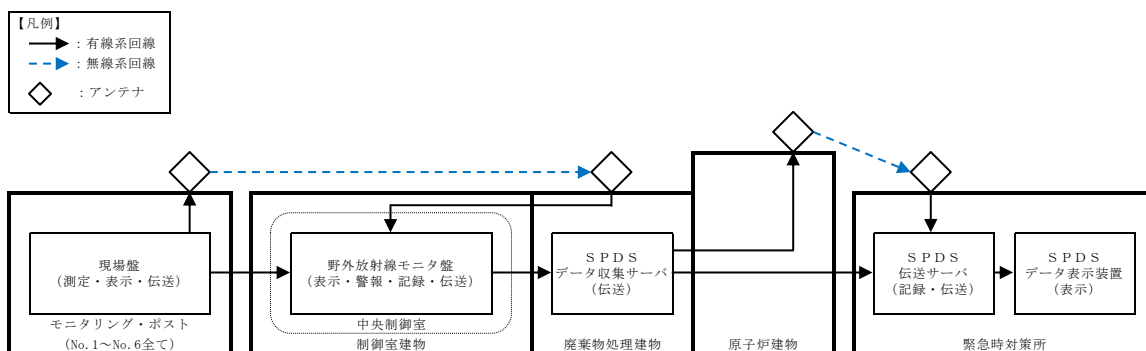 【凡例】
：有線系回線
：無線系回線
：アンテナ
現場盤
（測定・表示・伝送）
モニタリング・ポスト
（No.1～No.6全て）
野外放射線モニタ盤
（表示・警報・記録・伝送）
中央制御室
制御室建物
ＳＰＤＳ
データ収集サーバ
（伝送）
廃棄物処理建物
原子炉建物
ＳＰＤＳ
伝送サーバ
（記録・伝送）
ＳＰＤＳ
データ表示装置
（表示）
緊急時対策所